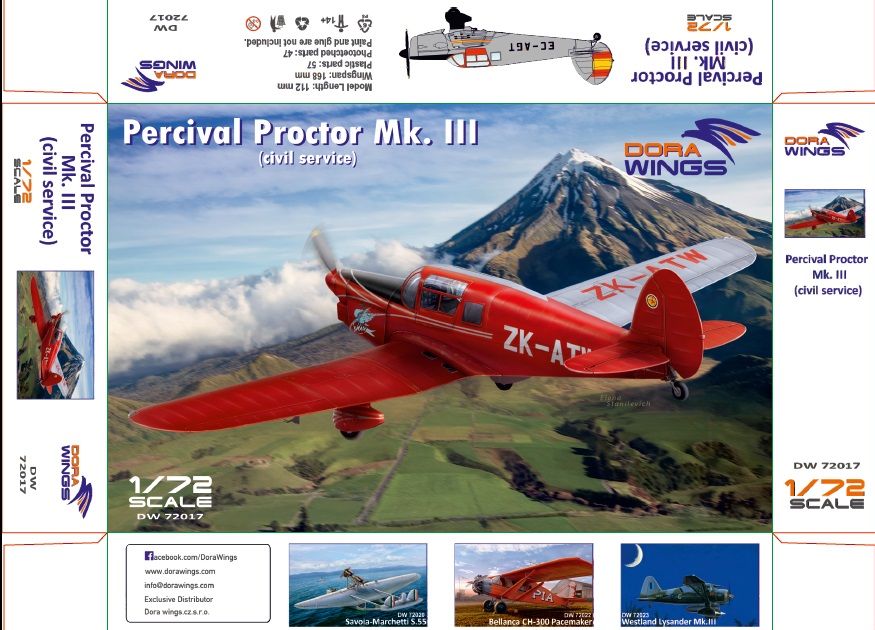 DW
72017
DORA
WINGS
Model Length: 112 mm
Wingspan: 168 mm
Plastic parts: 57
Photoetched parts: 47
Paint and glue are not included.
14+
EC-AGT
Percival Proctor
Mk. III
(civil service)
1/72
SCALE
Percival Proctor
Mk. III
(civil service)
1/72
SCALE
DORA
WINGS
DW
72017
Percival Proctor Mk. III
(civil service)
DORA
WINGS
ZK-ATW
ZK-ATW
Elena
Stanilevich
1/72
SCALE
DW 72017
DORA
WINGS
Percival Proctor
Mk. III
(civil service)
DW 72017
1/72
SCALE
facebook.com/DoraWings
www.dorawings.com
info@dorawings.com
Exclusive Distributor
Dora wings.cz s.r.o.
DW 72020
Savoia-Marchetti S.55
PIA
DW 72022
Bellanca CH-300 Pacemaker
DW 72023
Westland Lysander Mk.III